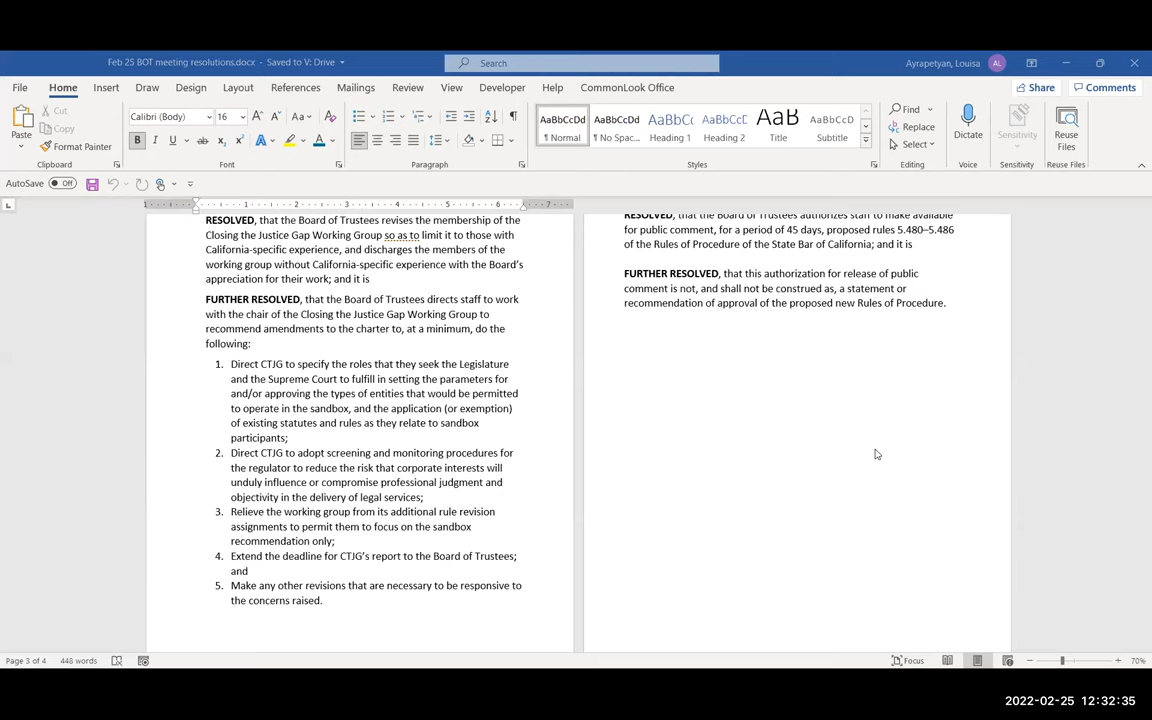 Feb 25 BOT meeting resolutions.docx - Saved to V: Drive
Search
Ayrapetyan, Louisa AL
File Home Insert Draw Design Layout References Mailings Review View Developer Help CommonLook Office Share Comments
Paste
Cut
Copy
Format Painter
Clipboard
Calibri (Body) 16
Font
Paragraph
AaBbCcDd AaBbCcDd AaBbCc AaBbCcD AaB AaBbCcD
¶ Normal ¶ No Spac... Heading 1 Heading 2 Title Subtitle
Styles
Find
Replace
Select
Editing
Dictate
Voice
Sensitivity
Sensitivity
Reuse Files
Reuse Files
AutoSave Off
RESOLVED, that the Board of Trustees revises the membership of the
Closing the Justice Gap Working Group so as to limit it to those with
California-specific experience, and discharges the members of the
working group without California-specific experience with the Board's
appreciation for their work; and it is
FURTHER RESOLVED, that the Board of Trustees directs staff to work
with the chair of the Closing the Justice Gap Working Group to
recommend amendments to the charter to, at a minimum, do the
following:
1. Direct CTJG to specify the roles that they seek the Legislature
and the Supreme Court to fulfill in setting the parameters for
and/or approving the types of entities that would be permitted
to operate in the sandbox, and the application (or exemption)
of existing statutes and rules as they relate to sandbox
participants;
2. Direct CTJG to adopt screening and monitoring procedures for
the regulator to reduce the risk that corporate interests will
unduly influence or compromise professional judgment and
objectivity in the delivery of legal services;
3. Relieve the working group from its additional rule revision
assignments to permit them to focus on the sandbox
recommendation only;
4. Extend the deadline for CTJG's report to the Board of Trustees;
and
5. Make any other revisions that are necessary to be responsive to
the concerns raised.
RESOLVED, that the Board of Trustees authorizes staff to make available
for public comment, for a period of 45 days, proposed rules 5.480–5.486
of the Rules of Procedure of the State Bar of California; and it is
FURTHER RESOLVED, that this authorization for release of public
comment is not, and shall not be construed as, a statement or
recommendation of approval of the proposed new Rules of Procedure.
Page 3 of 4 448 words Focus 70%
2022-02-25 12:32:35